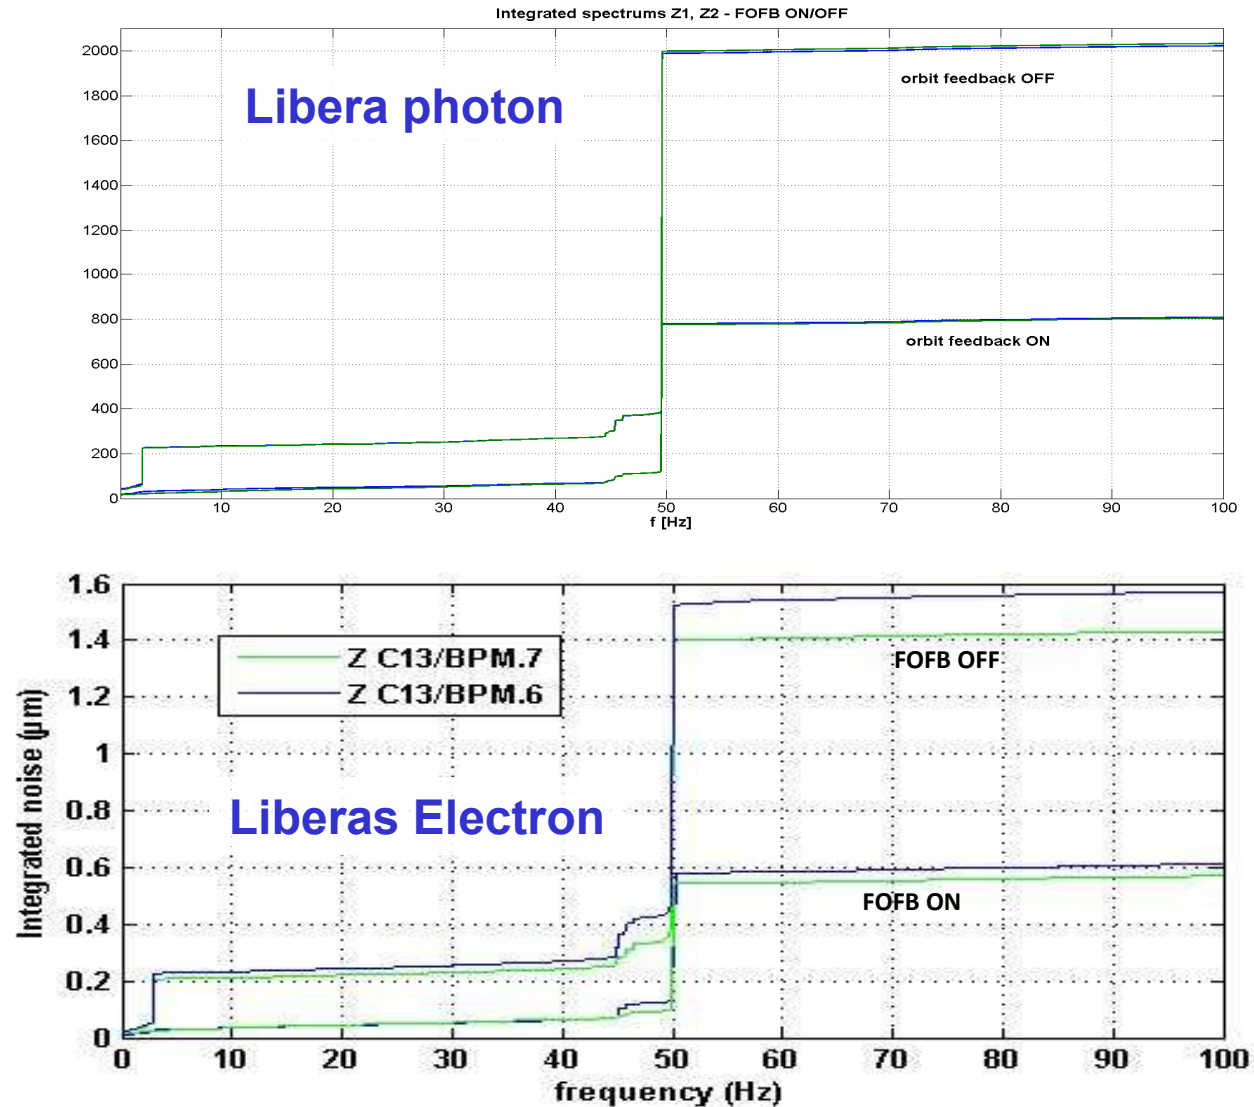 Integrated spectrums Z1, Z2 - FOFB ON/OFF
2000
1800
1600
1400
1200
1000
800
600
400
200
0
Libera photon
orbit feedback OFF
orbit feedback ON
10 20 30 40 50 60 70 80 90 100
f [Hz]
1.6
1.4
1.2
1
0.8
0.6
0.4
0.2
0
Integrated noise (µm)
Z C13/BPM.7
Z C13/BPM.6
FOFB OFF
Liberas Electron
FOFB ON
0 10 20 30 40 50 60 70 80 90 100
frequency (Hz)